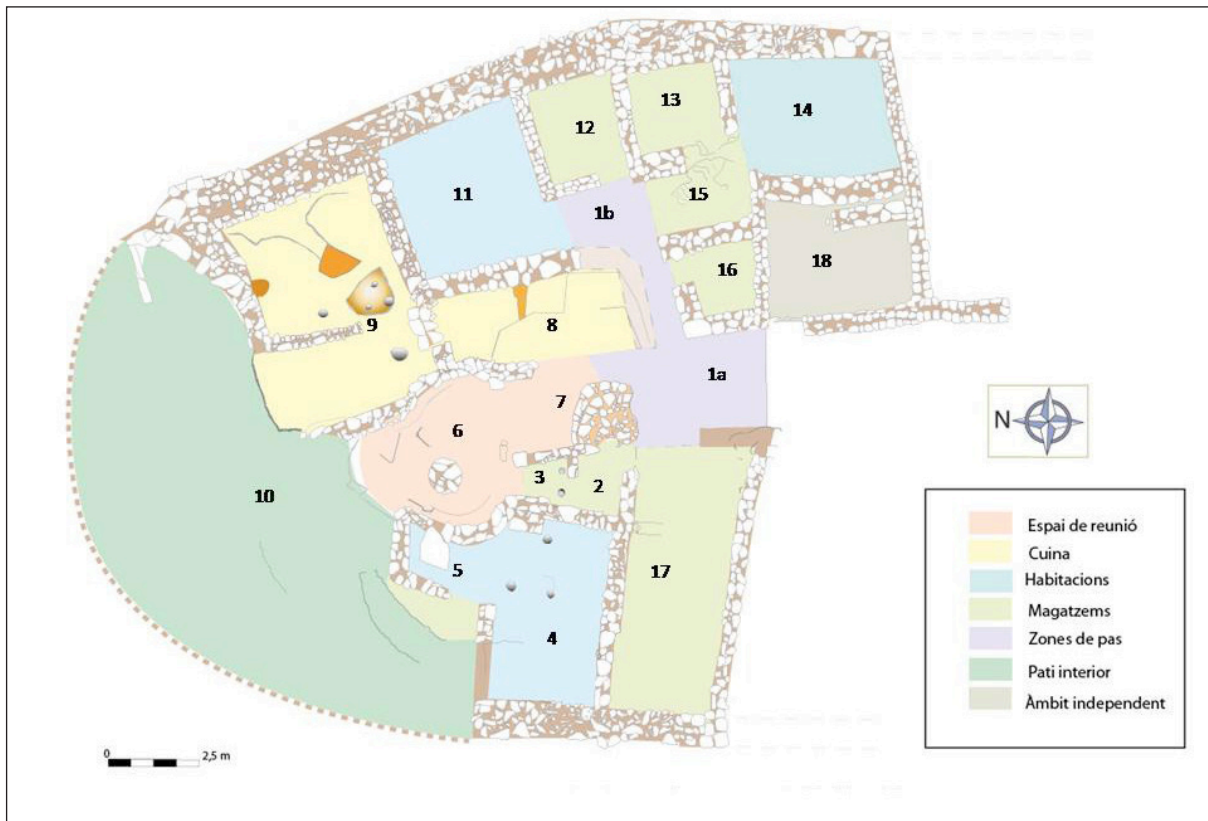 13
14
12
11
15
1b
18
16
9
8
1a
7
6
3
2
10
5
17
4
N
Espai de reunió
Cuina
Habitacions
Magatzems
Zones de pas
Pati interior
Àmbit independent
0 2,5 m